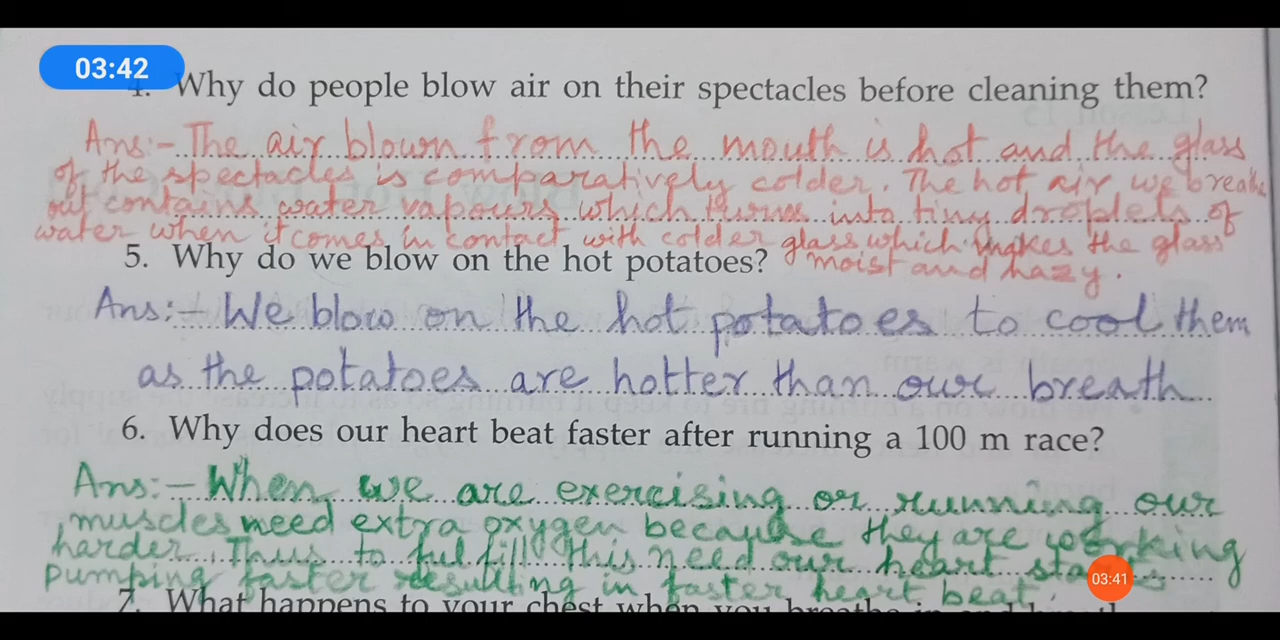 03:42
4. Why do people blow air on their spectacles before cleaning them?
Ans:- The air blown from the mouth is hot and the glass
of the spectacles is comparatively colder. The hot air we breathe
out contains water vapours which turns into tiny droplets of
water when it comes in contact with colder glass which makes the glass
moist and hazy.
5. Why do we blow on the hot potatoes?
Ans:- We blow on the hot potatoes to cool them
as the potatoes are hotter than our breath
6. Why does our heart beat faster after running a 100 m race?
Ans:- When we are exercising or running our
muscles need extra oxygen because they are working
harder. Thus to fulfill this need our heart starts
pumping faster resulting in faster heart beat.
03:41
7. What happens to your chest when you breathe in and